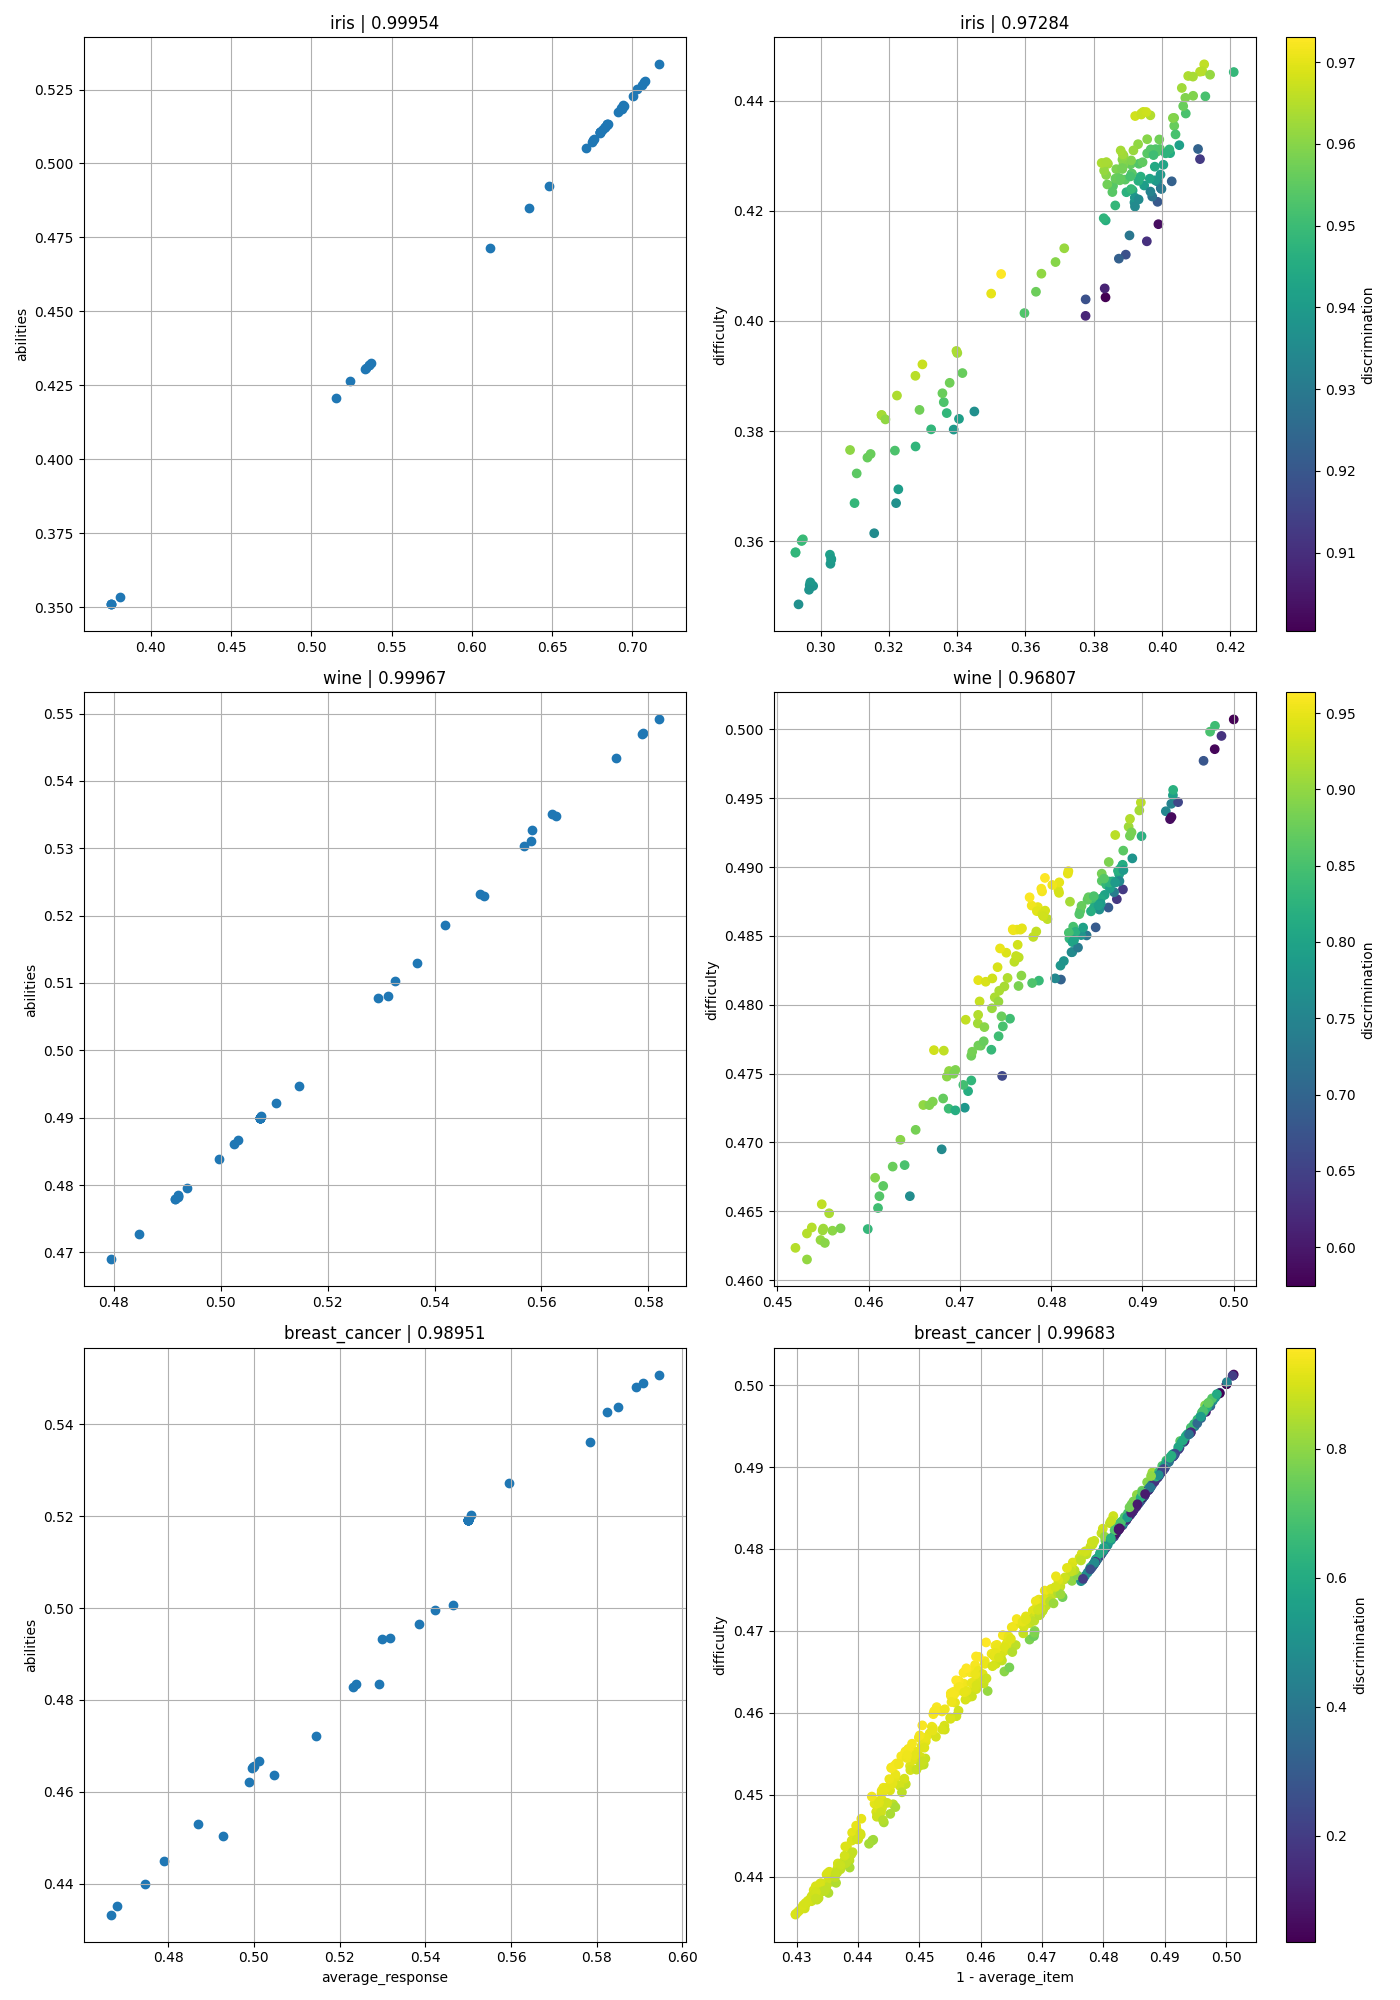 iris | 0.99954
abilities
0.525
0.500
0.475
0.450
0.425
0.400
0.375
0.350
0.40 0.45 0.50 0.55 0.60 0.65 0.70
iris | 0.97284
difficulty
0.44
0.42
0.40
0.38
0.36
0.30 0.32 0.34 0.36 0.38 0.40 0.42
0.97
0.96
0.95
0.94
0.93
0.92
0.91
discrimination
wine | 0.99967
abilities
0.55
0.54
0.53
0.52
0.51
0.50
0.49
0.48
0.47
0.48 0.50 0.52 0.54 0.56 0.58
wine | 0.96807
difficulty
0.500
0.495
0.490
0.485
0.480
0.475
0.470
0.465
0.460
0.45 0.46 0.47 0.48 0.49 0.50
0.95
0.90
0.85
0.80
0.75
0.70
0.65
0.60
discrimination
breast_cancer | 0.98951
abilities
0.54
0.52
0.50
0.48
0.46
0.44
0.48 0.50 0.52 0.54 0.56 0.58 0.60
average_response
breast_cancer | 0.99683
difficulty
0.50
0.49
0.48
0.47
0.46
0.45
0.44
0.43 0.44 0.45 0.46 0.47 0.48 0.49 0.50
1 - average_item
0.8
0.6
0.4
0.2
discrimination